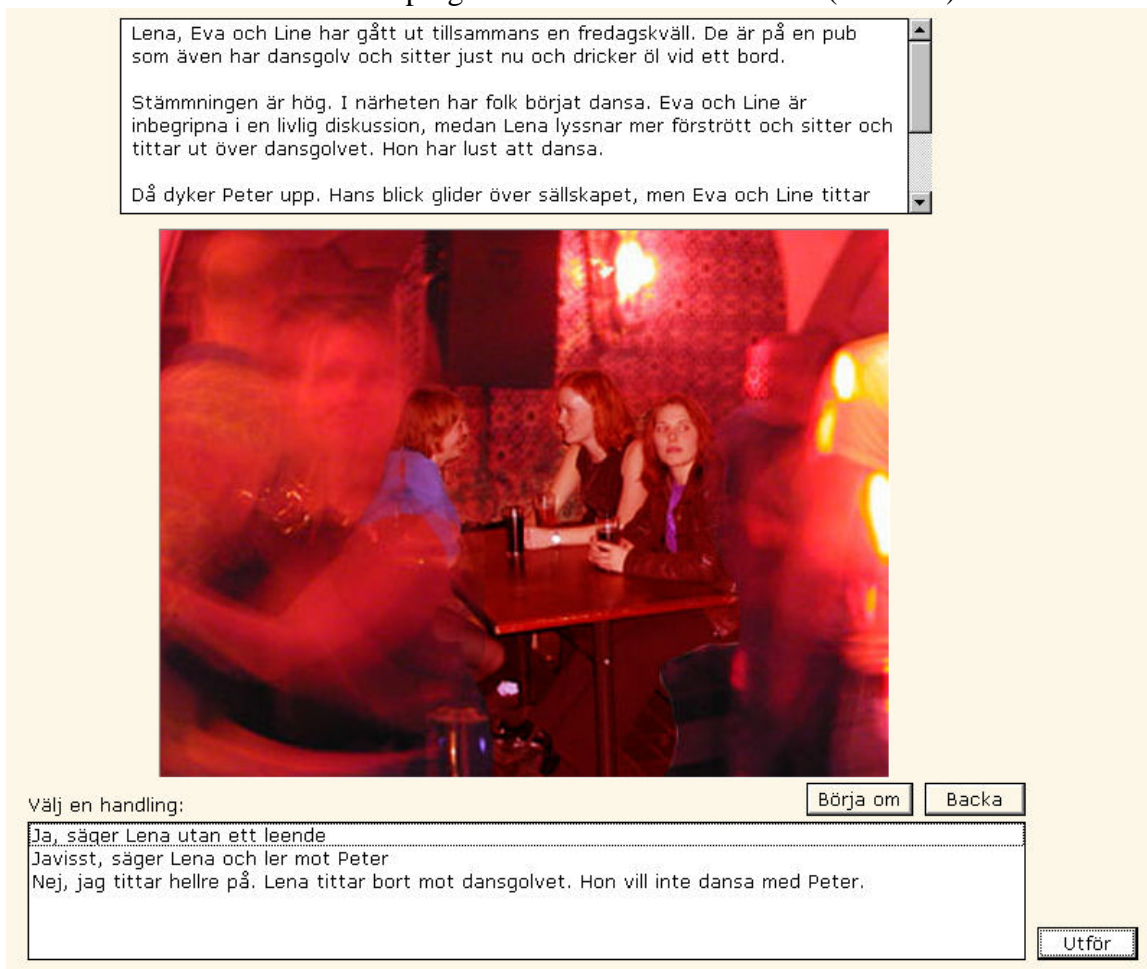 Lena, Eva och Line har gått ut tillsammans en fredagskväll. De är på en pub
som även har dansgolv och sitter just nu och dricker öl vid ett bord.
Stämmningen är hög. I närheten har folk börjat dansa. Eva och Line är
inbegripna i en livlig diskussion, medan Lena lyssnar mer förstrött och sitter och
tittar ut över dansgolvet. Hon har lust att dansa.
Då dyker Peter upp. Hans blick glider över sällskapet, men Eva och Line tittar
Välj en handling:
Börja om
Backa
Ja, säger Lena utan ett leende
Javisst, säger Lena och ler mot Peter
Nej, jag tittar hellre på. Lena tittar bort mot dansgolvet. Hon vill inte dansa med Peter.
Utför